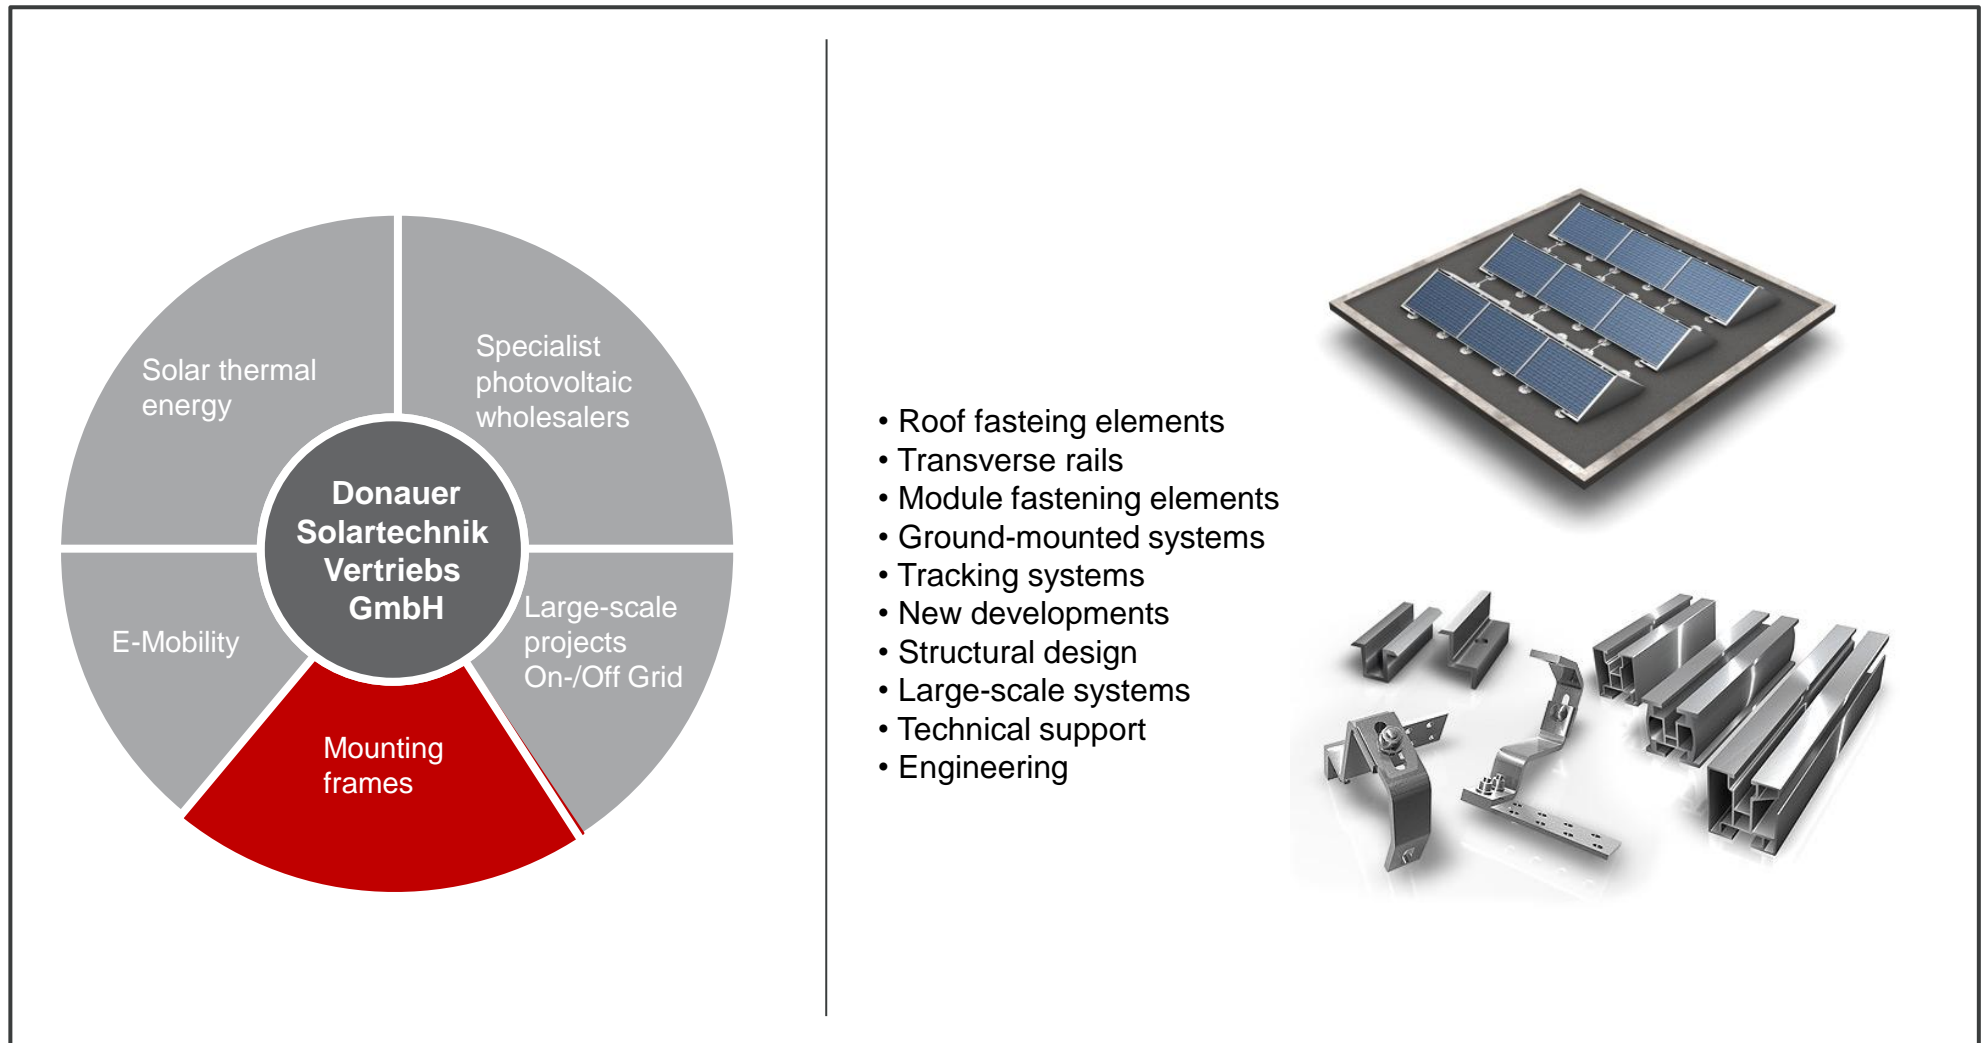 Solar thermal
energy
Specialist
photovoltaic
wholesalers
Donauer
Solartechnik
Vertriebs
GmbH
E-Mobility
Large-scale
projects
On-/Off Grid
Mounting
frames
• Roof fasteing elements
• Transverse rails
• Module fastening elements
• Ground-mounted systems
• Tracking systems
• New developments
• Structural design
• Large-scale systems
• Technical support
• Engineering